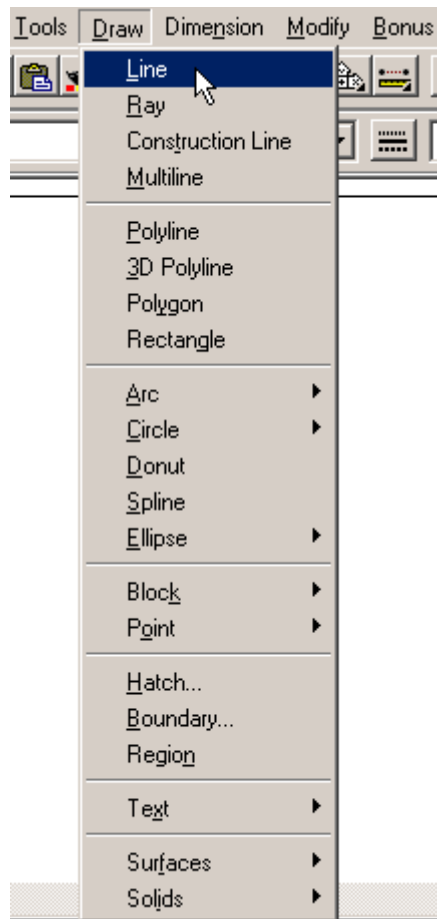 Tools Draw Dimension Modify Bonus
Line
Ray
Construction Line
Multiline
Polyline
3D Polyline
Polygon
Rectangle
Arc
Circle
Donut
Spline
Ellipse
Block
Point
Hatch...
Boundary...
Region
Text
Surfaces
Solids